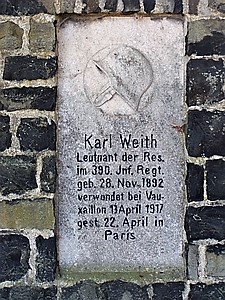 Karl Weith
Leutnant der Res.
im 390. Inf. Regt.
geb. 28. Nov. 1892
verwundet bei Vau-
xaillon 13 April 1917
gest. 22. April in
Paris